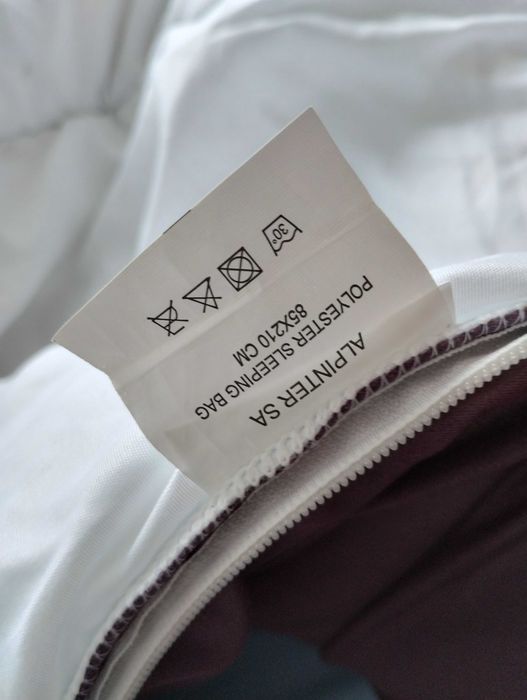 ALPINTER SA
POLYESTER SLEEPING BAG
85X210 CM
30°